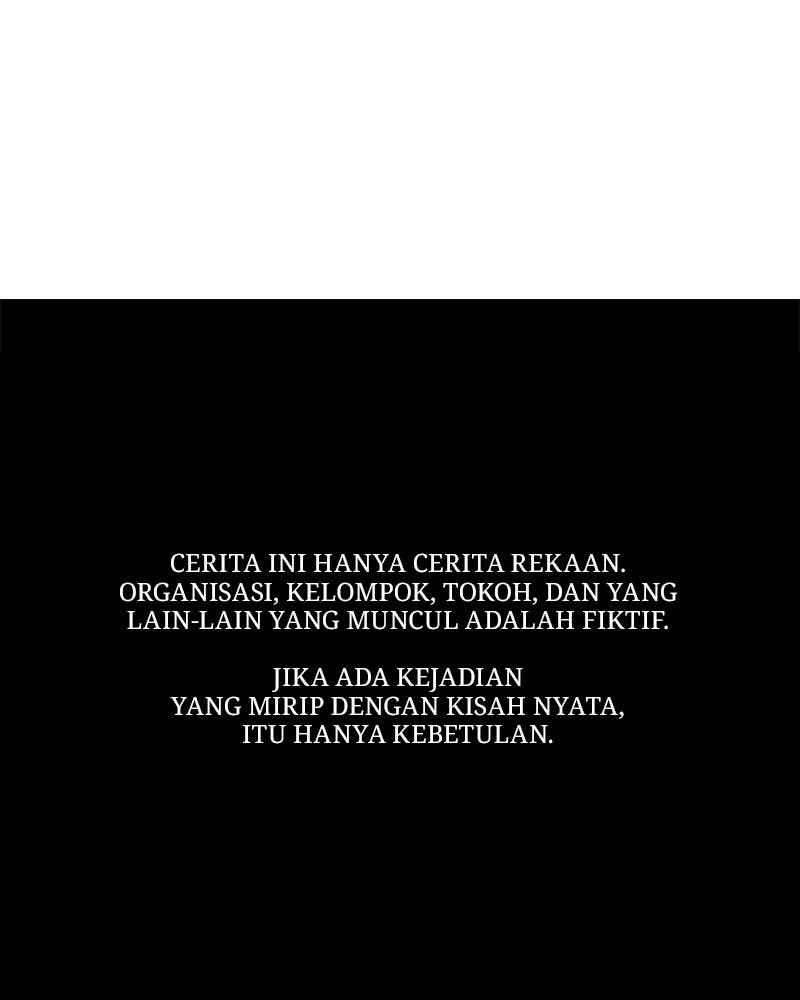 CERITA INI HANYA CERITA REKAAN.
ORGANISASI, KELOMPOK, TOKOH, DAN YANG
LAIN-LAIN YANG MUNCUL ADALAH FIKTIF.
JIKA ADA KEJADIAN
YANG MIRIP DENGAN KISAH NYATA,
ITU HANYA KEBETULAN.